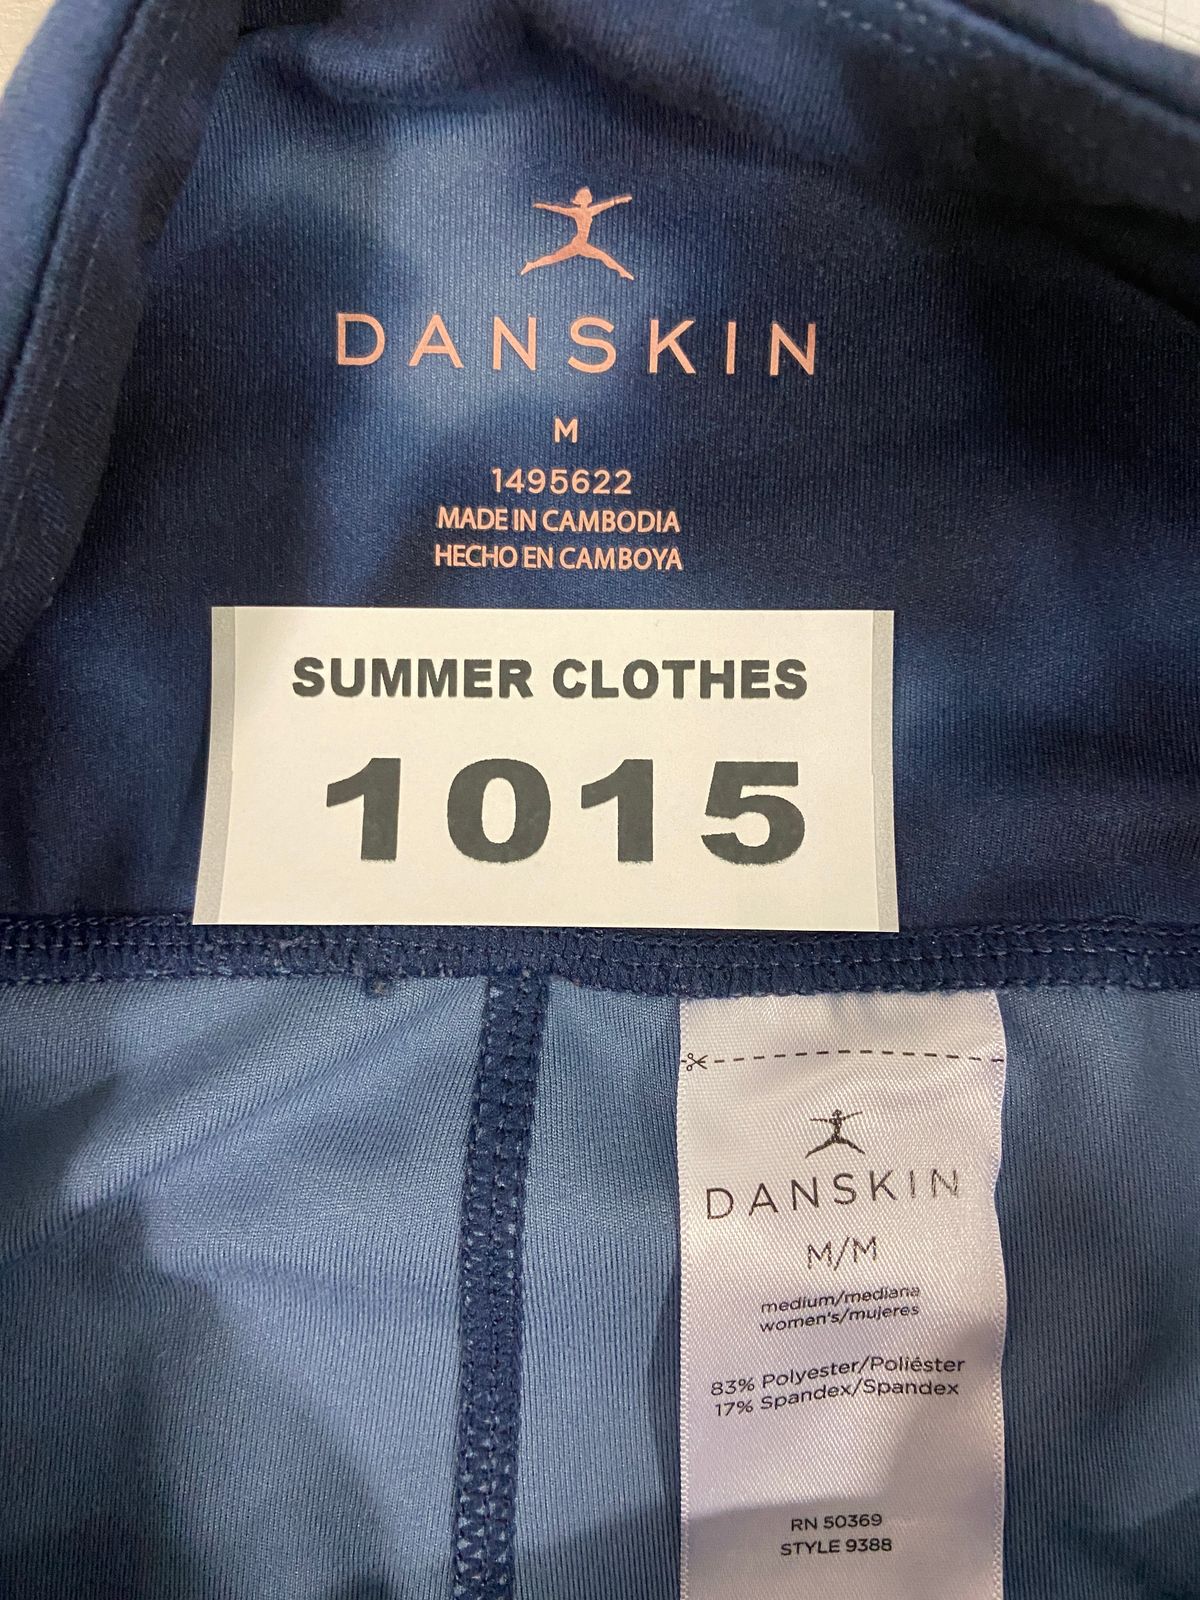 DANSKIN
M
1495622
MADE IN CAMBODIA
HECHO EN CAMBOYA
SUMMER CLOTHES
1015
DANSKIN
M/M
medium/mediana
women's/mujeres
83% Polyester/Poliéster
17% Spandex/Spandex
RN 50369
STYLE 9388